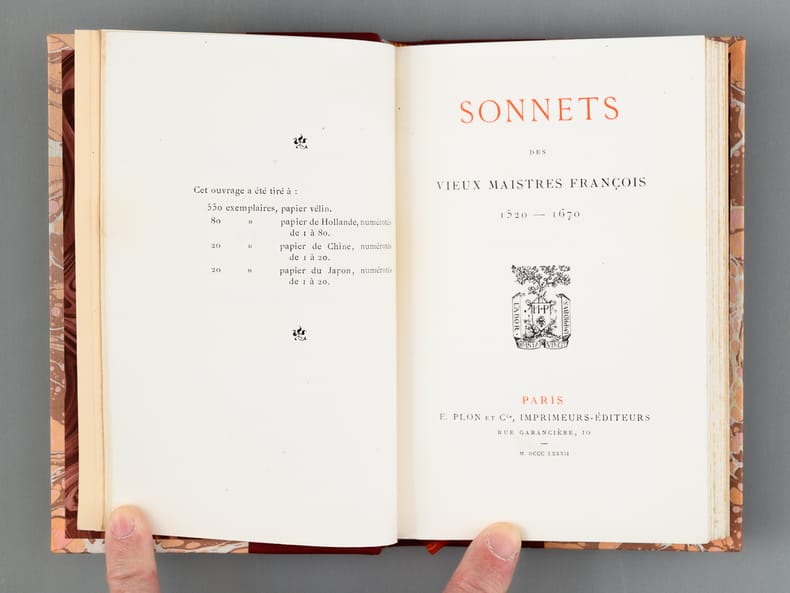 Cet ouvrage a été tiré à :
550 exemplaires, papier vélin.
80 » papier de Hollande, numérotés
de 1 à 80.
20 » papier de Chine, numérotés
de 1 à 20.
20 » papier du Japon, numérotés
de 1 à 20.
SONNETS
DES
VIEUX MAISTRES FRANÇOIS
1520 — 1670
H P
LABOR
PARIS
E. PLON ET Cie, IMPRIMEURS-ÉDITEURS
RUE GARANCIÈRE, 10
M DCCC LXXXII